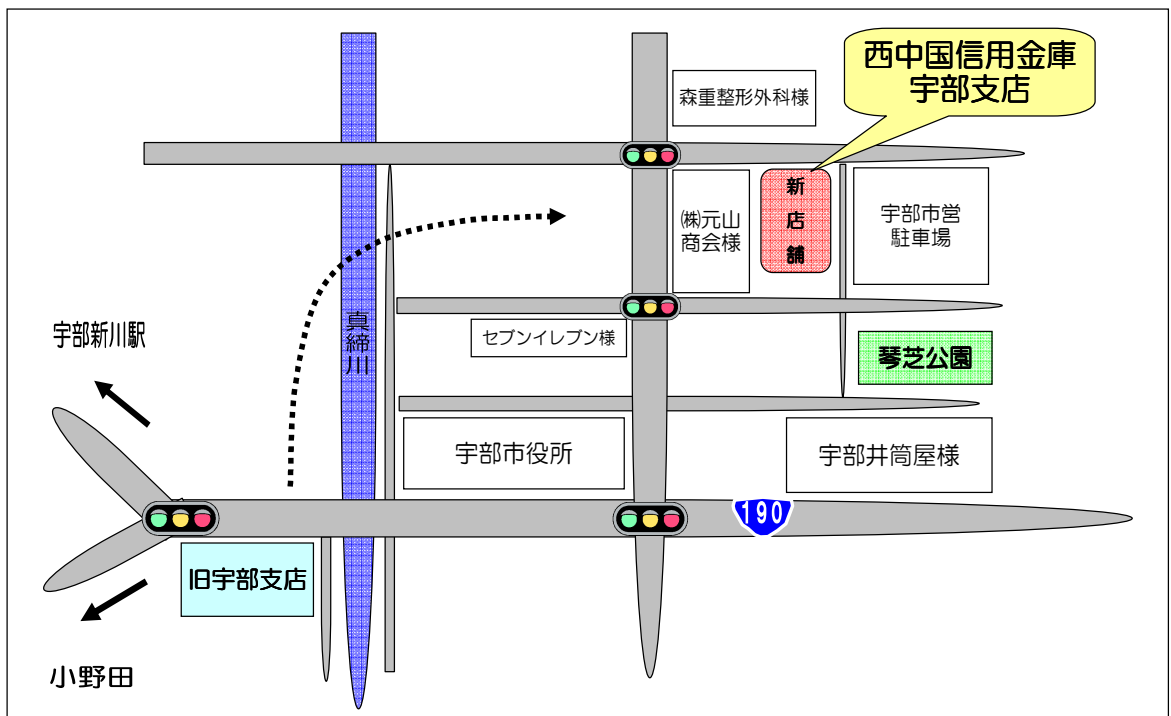 西中国信用金庫
宇部支店
森重整形外科様
㈱元山
商会様
新
店
舗
宇部市営
駐車場
宇部新川駅
真締川
セブンイレブン様
琴芝公園
宇部市役所
宇部井筒屋様
190
旧宇部支店
小野田